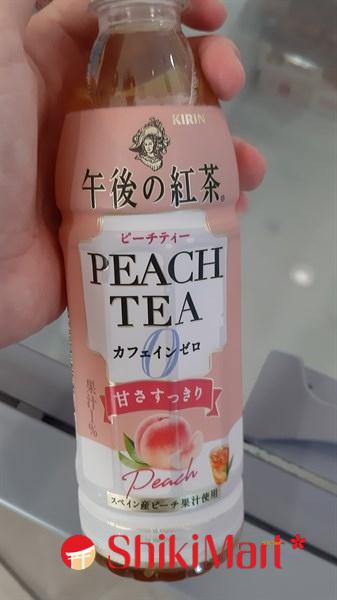 KIRIN
午後の紅茶®
ピーチティー
PEACH
TEA
0
カフェインゼロ
甘さすっきり
果汁1%
Peach
スペイン産ピーチ果汁使用
ShikiMart